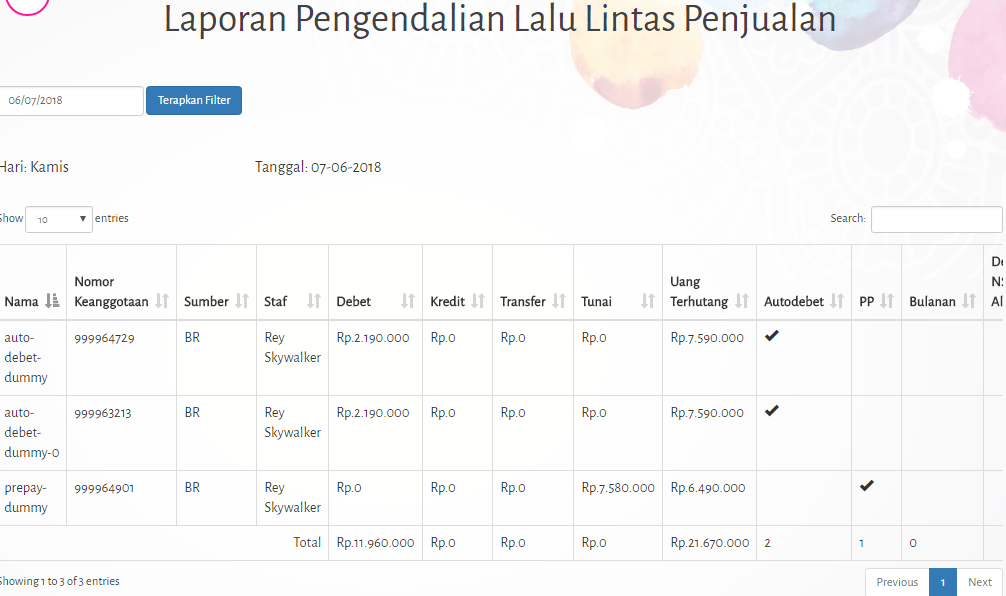 Laporan Pengendalian Lalu Lintas Penjualan
06/07/2018 Terapkan Filter
Hari: Kamis Tanggal: 07-06-2018
Show 10 entries Search:
Nama Nomor Keanggotaan Sumber Staf Debet Kredit Transfer Tunai Uang Terhutang Autodebet PP Bulanan
auto-debet-dummy 999964729 BR Rey Skywalker Rp.2.190.000 Rp.0 Rp.0 Rp.0 Rp.7.590.000 ✔
auto-debet-dummy-0 999963213 BR Rey Skywalker Rp.2.190.000 Rp.0 Rp.0 Rp.0 Rp.7.590.000 ✔
prepay-dummy 999964901 BR Rey Skywalker Rp.0 Rp.0 Rp.0 Rp.7.580.000 Rp.6.490.000 ✔
Total Rp.11.960.000 Rp.0 Rp.0 Rp.0 Rp.21.670.000 2 1 0
Showing 1 to 3 of 3 entries Previous 1 Next